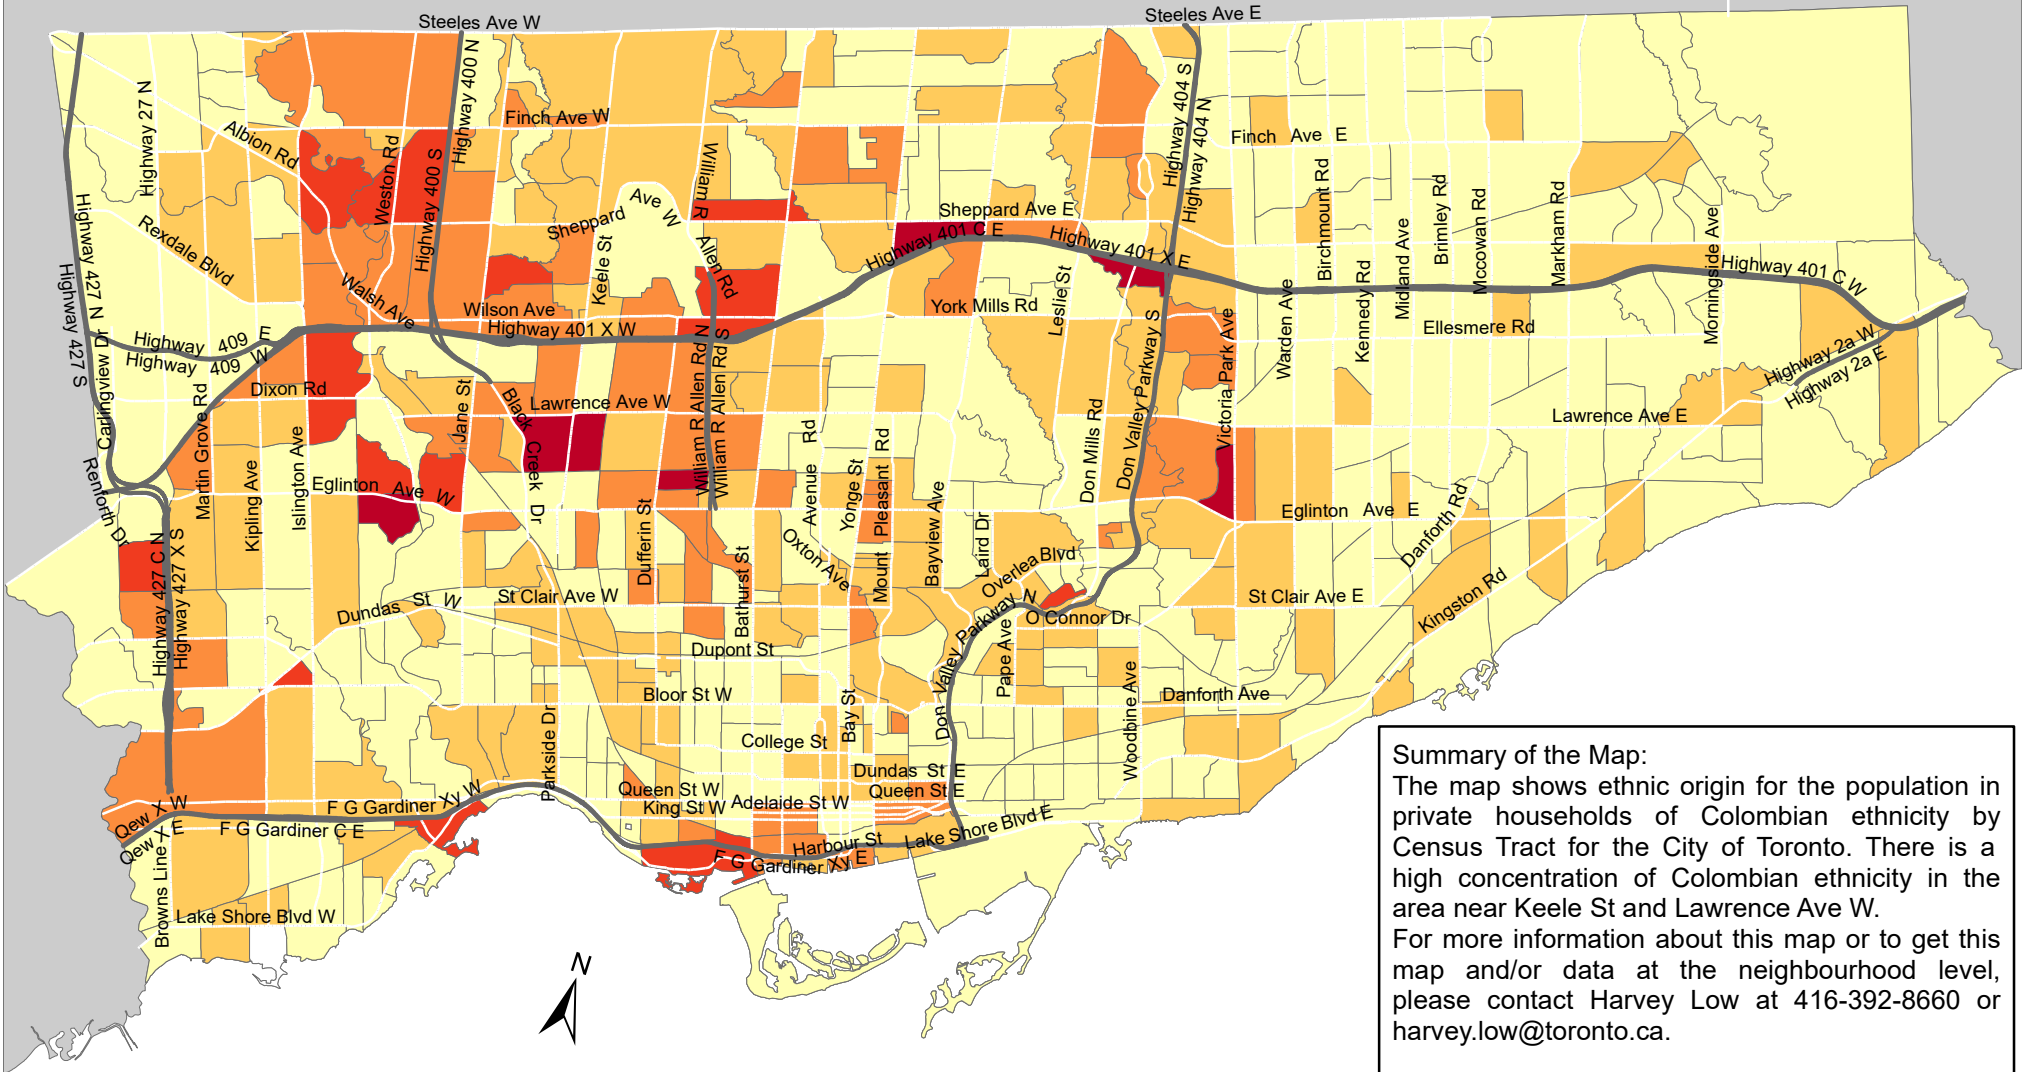 Steeles Ave W
Steeles Ave E
Highway 27 N
Highway 400 N
Highway 404 S
Highway 404 N
Albion Rd
Finch Ave W
Finch Ave E
Weston Rd
Highway 400 S
William R
Allen Rd
Rexdale Blvd
Sheppard Ave W
Sheppard Ave E
Keele St
Highway 427 N
Highway 427 S
Walsh Ave
Wilson Ave
Highway 401 X W
Highway 401 C E
Highway 401 X E
York Mills Rd
Leslie St
Birchmount Rd
Midland Ave
Brimley Rd
Mccowan Rd
Markham Rd
Morningside Ave
Highway 401 C W
Warden Ave
Kennedy Rd
Ellesmere Rd
Highway 2a W
Highway 2a E
Highway 409 E
Highway 409 W
Carlingview Dr
Dixon Rd
Martin Grove Rd
Jane St
Black Creek Dr
Lawrence Ave W
William R Allen Rd N
William R Allen Rd S
Don Valley Parkway S
Victoria Park Ave
Lawrence Ave E
Renforth Dr
Kipling Ave
Islington Ave
Eglinton Ave W
Dufferin St
Bathurst St
Avenue Rd
Yonge St
Mount Pleasant Rd
Oxton Ave
Bayview Ave
Laird Dr
Don Mills Rd
Overlea Blvd
Eglinton Ave E
Danforth Rd
Highway 427 C N
Highway 427 X S
Dundas St W
St Clair Ave W
St Clair Ave E
Kingston Rd
O Connor Dr
Don Valley Parkway N
Pape Ave
Dupont St
Bloor St W
Woodbine Ave
Danforth Ave
Parkside Dr
Bay St
College St
Dundas St E
Queen St W
Queen St E
King St W
Adelaide St W
Qew X W
Qew X E
F G Gardiner Xy W
F G Gardiner C E
Harbour St
Lake Shore Blvd E
F G Gardiner Xy E
Browns Line
Lake Shore Blvd W
N
Summary of the Map:
The map shows ethnic origin for the population in
private households of Colombian ethnicity by
Census Tract for the City of Toronto. There is a
high concentration of Colombian ethnicity in the
area near Keele St and Lawrence Ave W.
For more information about this map or to get this
map and/or data at the neighbourhood level,
please contact Harvey Low at 416-392-8660 or
harvey.low@toronto.ca.